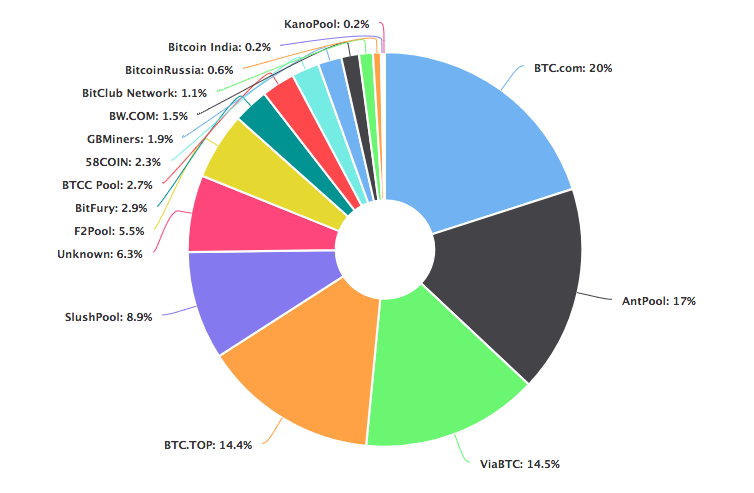 KanoPool: 0.2%
Bitcoin India: 0.2%
BitcoinRussia: 0.6%
BTC.com: 20%
BitClub Network: 1.1%
BW.COM: 1.5%
GBMiners: 1.9%
58COIN: 2.3%
BTCC Pool: 2.7%
BitFury: 2.9%
F2Pool: 5.5%
Unknown: 6.3%
AntPool: 17%
SlushPool: 8.9%
BTC.TOP: 14.4%
ViaBTC: 14.5%